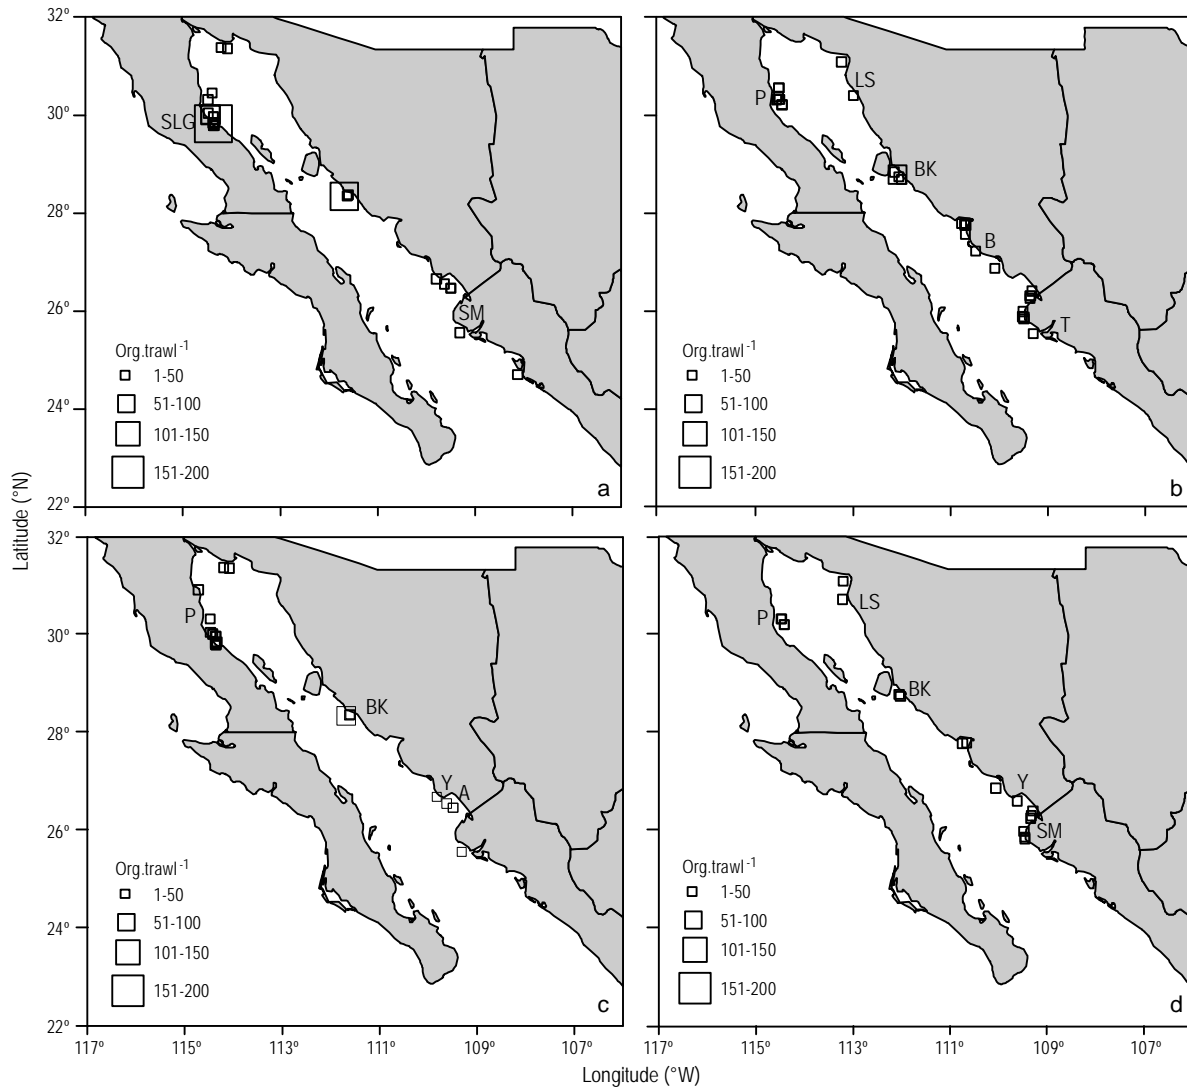 32°
30°
28°
26°
24°
22°
SLG
SM
Org.trawl⁻¹
1-50
51-100
101-150
151-200
a
P
LS
BK
B
T
Org.trawl⁻¹
1-50
51-100
101-150
151-200
b
Latitude (°N)
32°
30°
28°
26°
24°
22°
P
BK
Y
A
Org.trawl⁻¹
1-50
51-100
101-150
151-200
c
117°
115°
113°
111°
109°
107°
P
LS
BK
Y
SM
Org.trawl⁻¹
1-50
51-100
101-150
151-200
d
117°
115°
113°
111°
109°
107°
Longitude (°W)